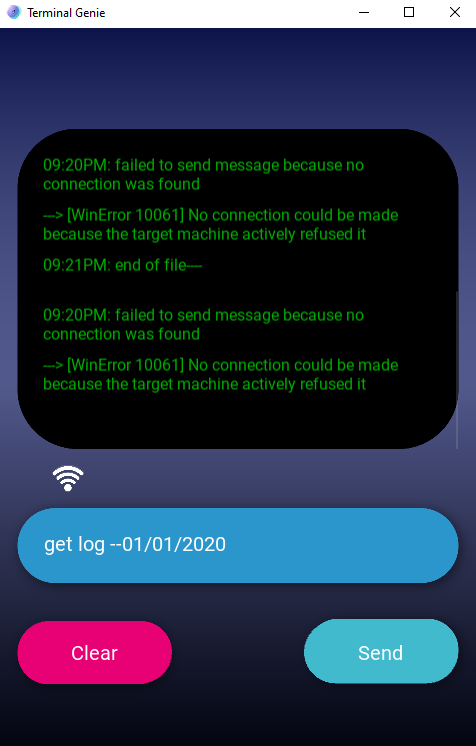 Terminal Genie
09:20PM: failed to send message because no
connection was found
---> [WinError 10061] No connection could be made
because the target machine actively refused it
09:21PM: end of file----
09:20PM: failed to send message because no
connection was found
---> [WinError 10061] No connection could be made
because the target machine actively refused it
get log --01/01/2020
Clear
Send